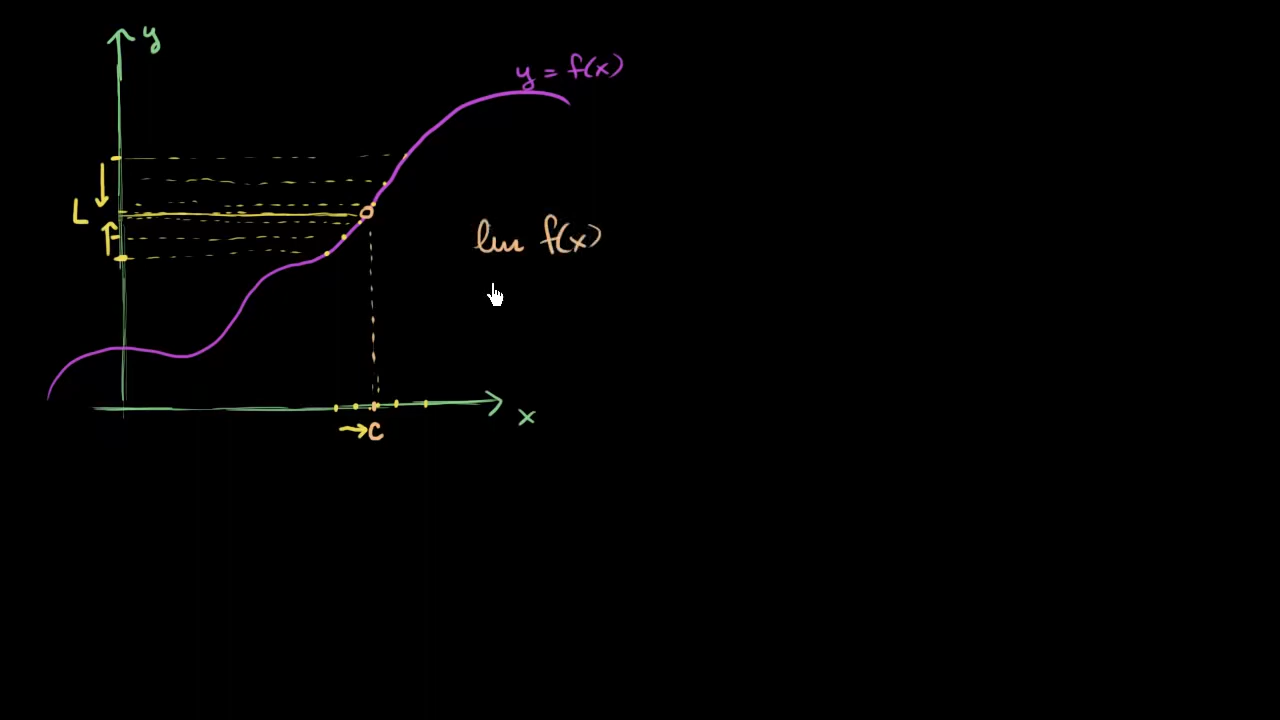 y
y = f(x)
L
lim f(x)
x
c